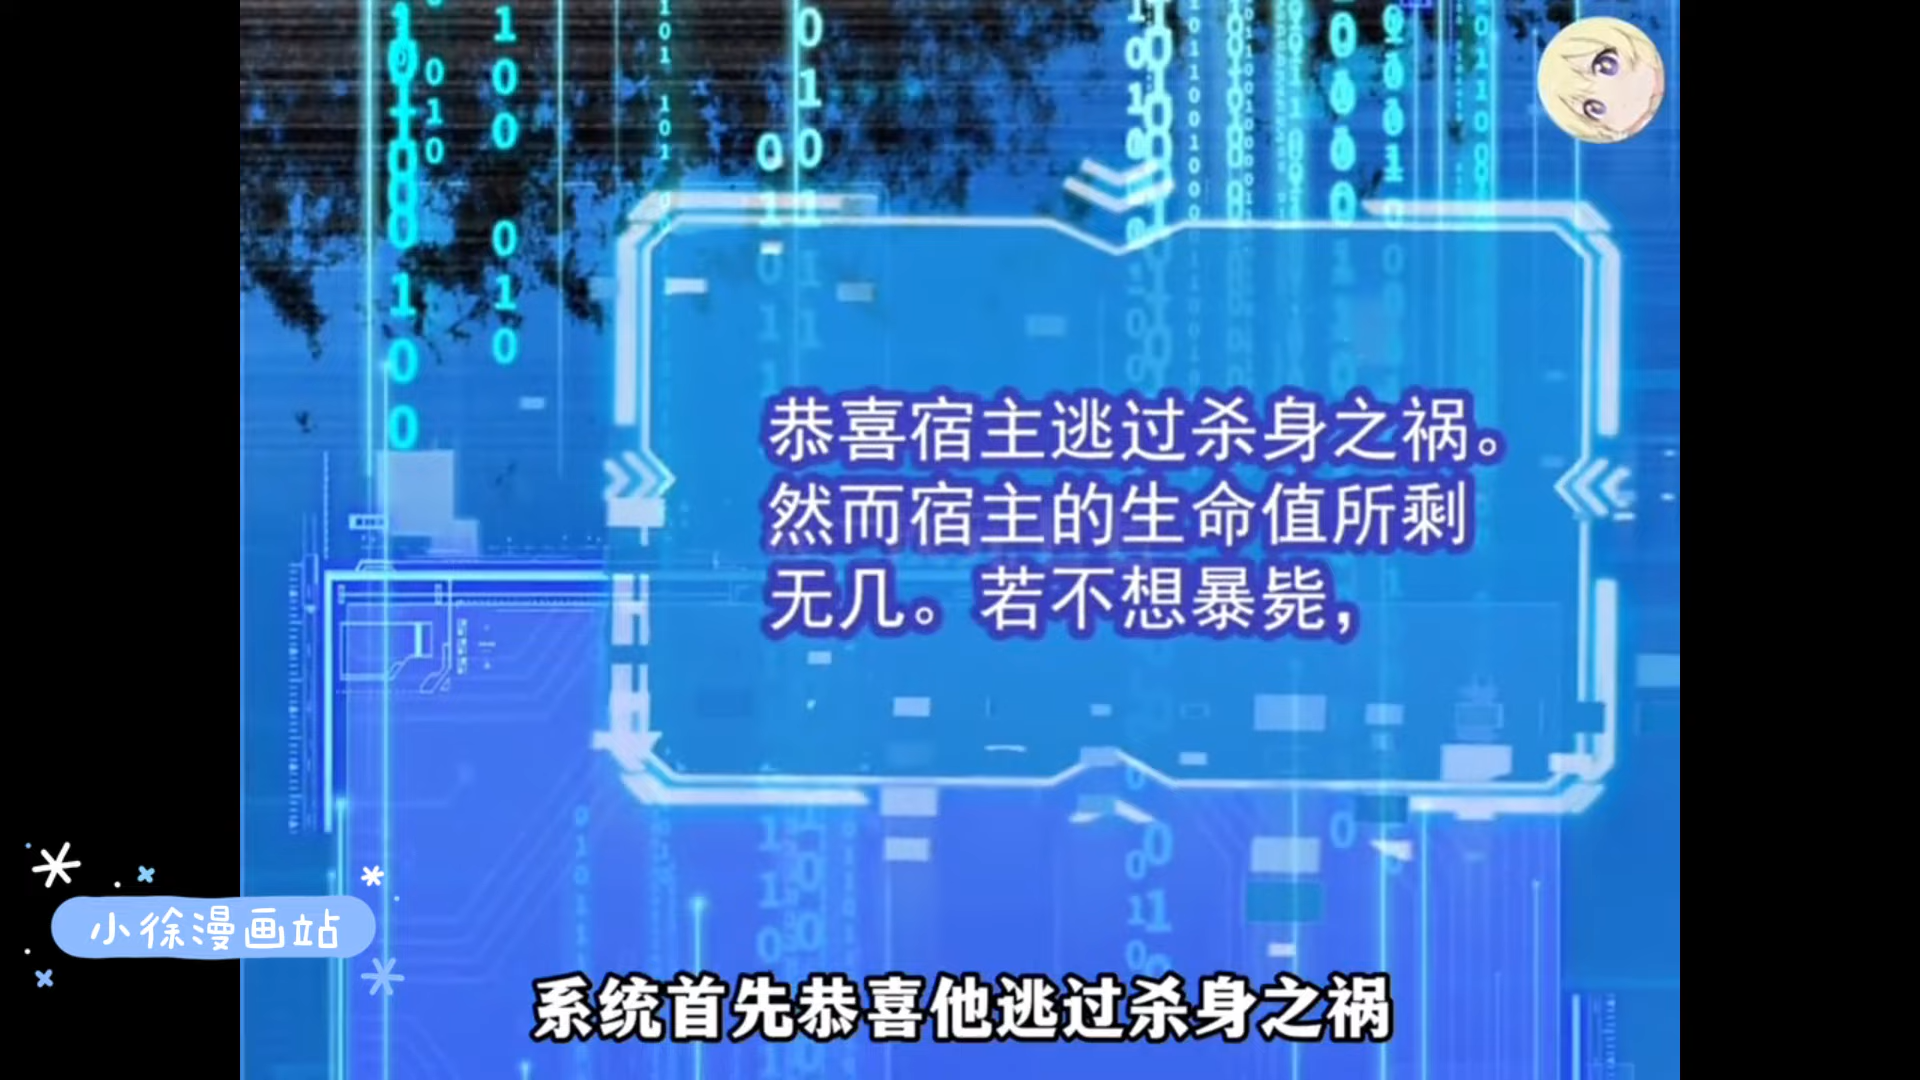 恭喜宿主逃过杀身之祸。
然而宿主的生命值所剩
无几。若不想暴毙，
小徐漫画站
系统首先恭喜他逃过杀身之祸